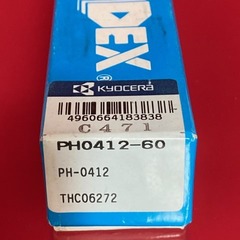 DEX
KYOCERA
4960664183838
C471
PH0412-60
PH-0412
THC06272